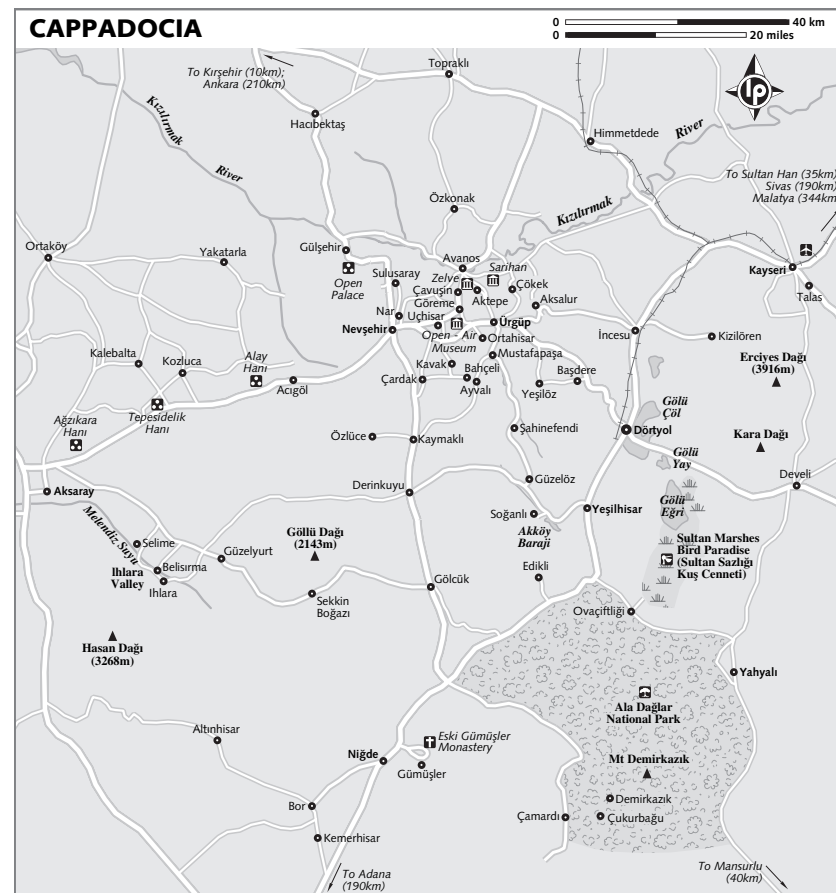 CAPPADOCIA
0 40 km
0 20 miles
To Kırşehir (10km);
Ankara (210km)
Topraklı
lp
Kızılırmak
River
Hacıbektaş
Himmetdede
River
Kızılırmak
To Sultan Han (35km)
Sivas (190km)
Malatya (344km)
Özkonak
Ortaköy
Yakatarla
Gülşehir
Open
Palace
Sulusaray
Avanos
Zelve
Sarihan
Çavuşin
Çökek
Kayseri
Talas
Göreme
Aktepe
Aksalur
Nar
Uçhisar
Nevşehir
Ürgüp
Open - Air
Museum
Ortahisar
Mustafapaşa
İncesu
Kizilören
Kalebalta
Kozluca
Alay
Hanı
Acıgöl
Kavak
Bahçeli
Çardak
Ayvalı
Başdere
Yeşilöz
Erciyes Dağı
(3916m)
Gölü
Çöl
Dörtyol
Kara Dağı
Ağzıkara
Hanı
Tepesidelik
Hanı
Özlüce
Kaymaklı
Şahinefendi
Gölü
Yay
Develi
Aksaray
Derinkuyu
Güzelöz
Gölü
Eğri
Soğanlı
Yeşilhisar
Akköy
Baraji
Melendiz Suyu
Selime
Göllü Dağı
(2143m)
Güzelyurt
Belisırma
Ihlara
Valley
Ihlara
Sultan Marshes
Bird Paradise
(Sultan Sazlığı
Kuş Cenneti)
Edikli
Gölcük
Sekkin
Boğazı
Ovaçiftliği
Hasan Dağı
(3268m)
Yahyalı
Ala Dağlar
National Park
Altınhisar
Eski Gümüşler
Monastery
Niğde
Gümüşler
Mt Demirkazık
Bor
Demirkazık
Çamardı
Çukurbağu
Kemerhisar
To Adana
(190km)
To Mansurlu
(40km)